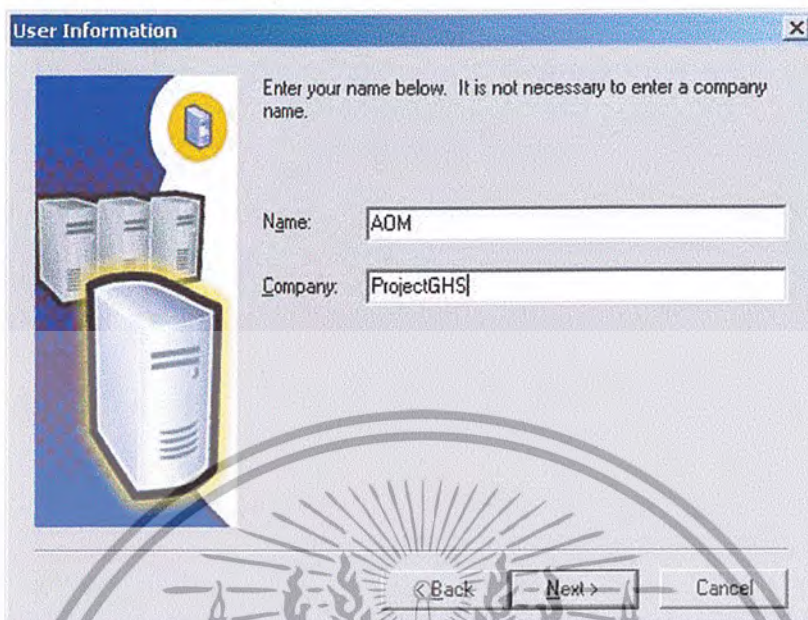 User Information
Enter your name below. It is not necessary to enter a company
name.
Name:
AOM
Company:
ProjectGHS
< Back
Next >
Cancel